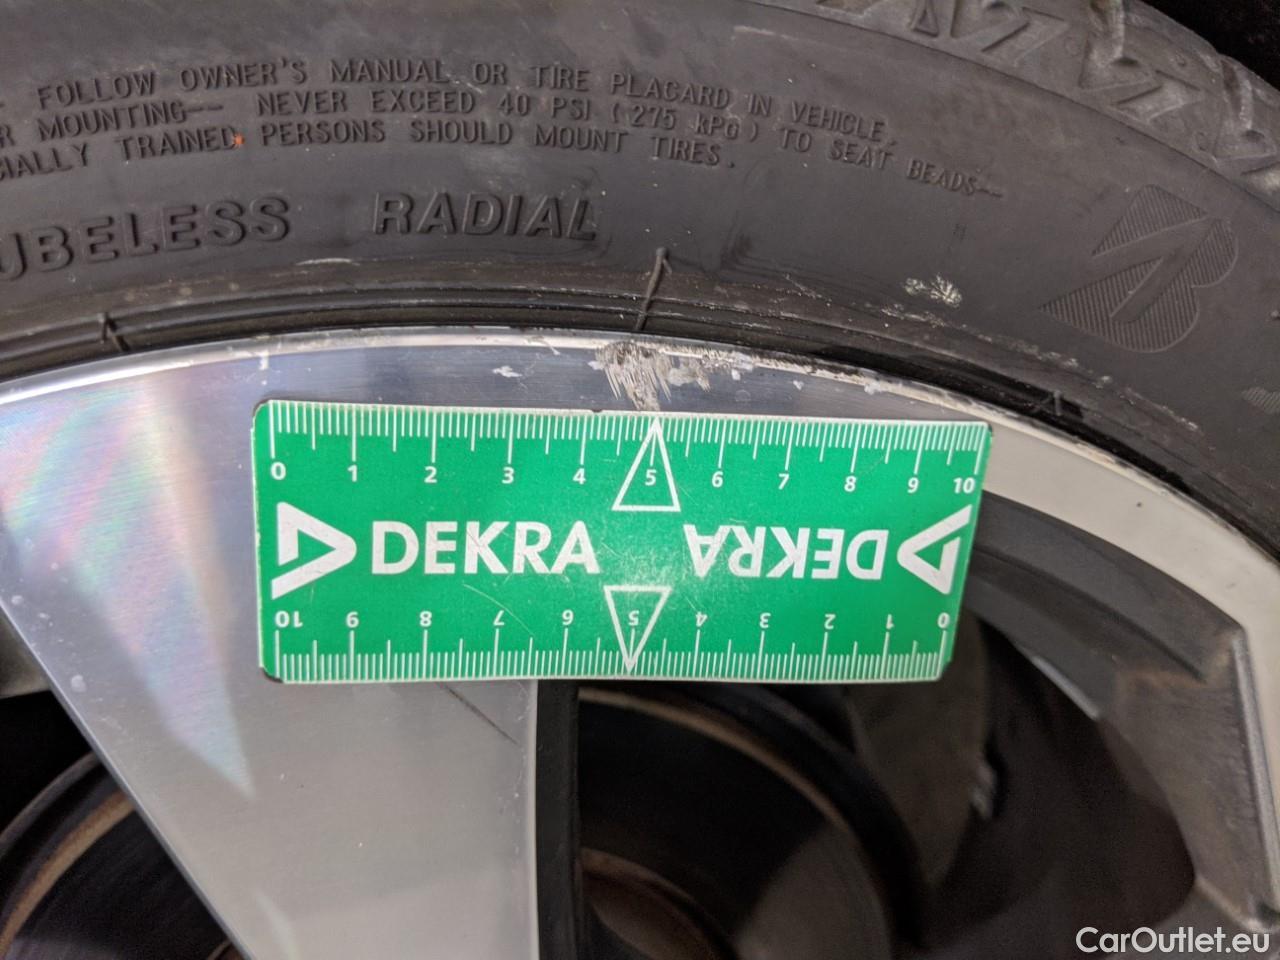 FOLLOW OWNER'S MANUAL OR TIRE PLACARD IN VEHICLE.
MOUNTING— NEVER EXCEED 40 PSI (275 kPa) TO SEAT BEADS—
TRAINED PERSONS SHOULD MOUNT TIRES.
UBELESS RADIAL
0 1 2 3 4 5 6 7 8 9 10
DEKRA DEKRA
10 9 8 7 6 5 4 3 2 1 0
CarOutlet.eu